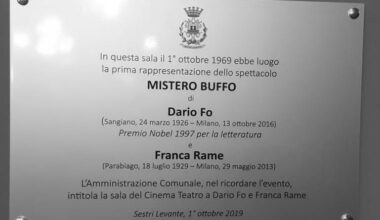 In questa sala il 1° ottobre 1969 ebbe luogo
la prima rappresentazione dello spettacolo
MISTERO BUFFO
di
Dario Fo
(Sangiano, 24 marzo 1926 – Milano, 13 ottobre 2016)
Premio Nobel 1997 per la letteratura
e
Franca Rame
(Parabiago, 18 luglio 1929 - Milano, 29 maggio 2013)
L'Amministrazione Comunale, nel ricordare l'evento,
intitola la sala del Cinema Teatro a Dario Fo e Franca Rame
Sestri Levante, 1° ottobre 2019